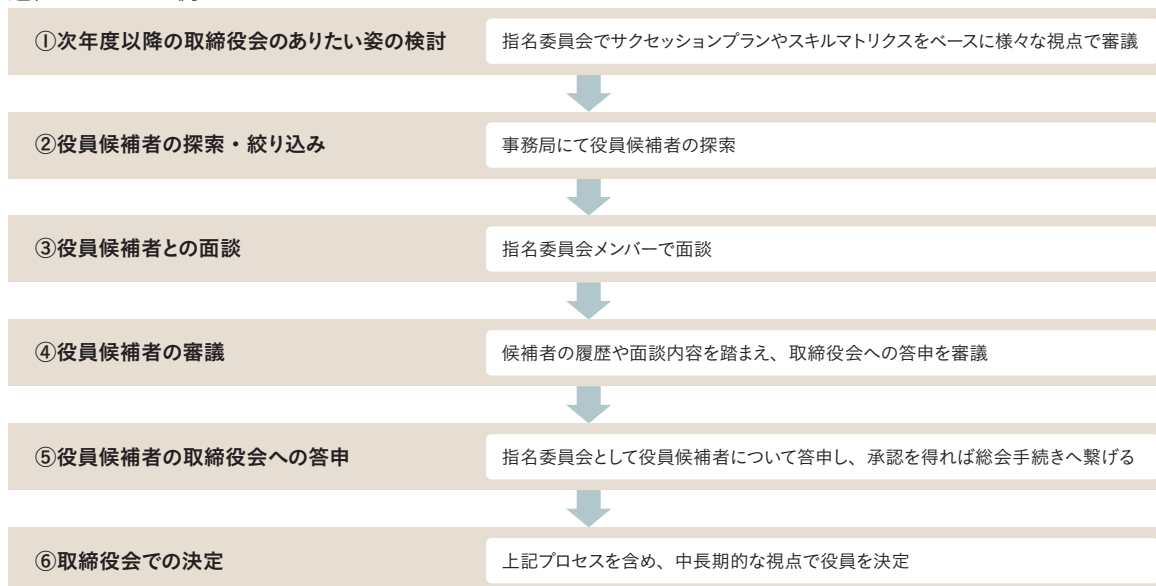 ①次年度以降の取締役会のありたい姿の検討
指名委員会でサクセッションプランやスキルマトリクスをベースに様々な視点で審議
②役員候補者の探索・絞り込み
事務局にて役員候補者の探索
③役員候補者との面談
指名委員会メンバーで面談
④役員候補者の審議
候補者の履歴や面談内容を踏まえ、取締役会への答申を審議
⑤役員候補者の取締役会への答申
指名委員会として役員候補者について答申し、承認を得れば総会手続きへ繋げる
⑥取締役会での決定
上記プロセスを含め、中長期的な視点で役員を決定